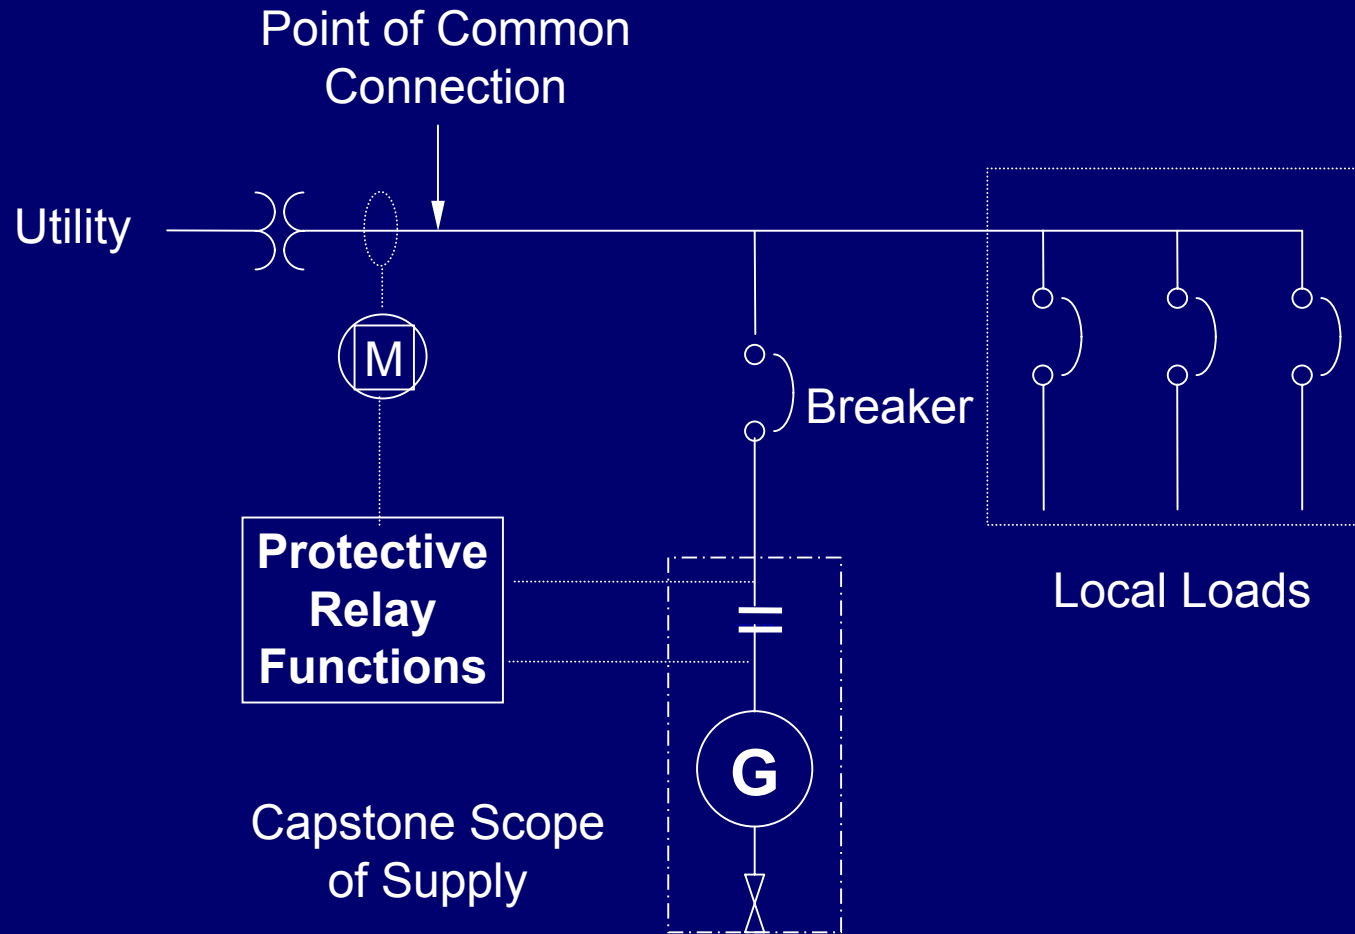 Point of Common
Connection
Utility
M
Breaker
Protective
Relay
Functions
Local Loads
G
Capstone Scope
of Supply